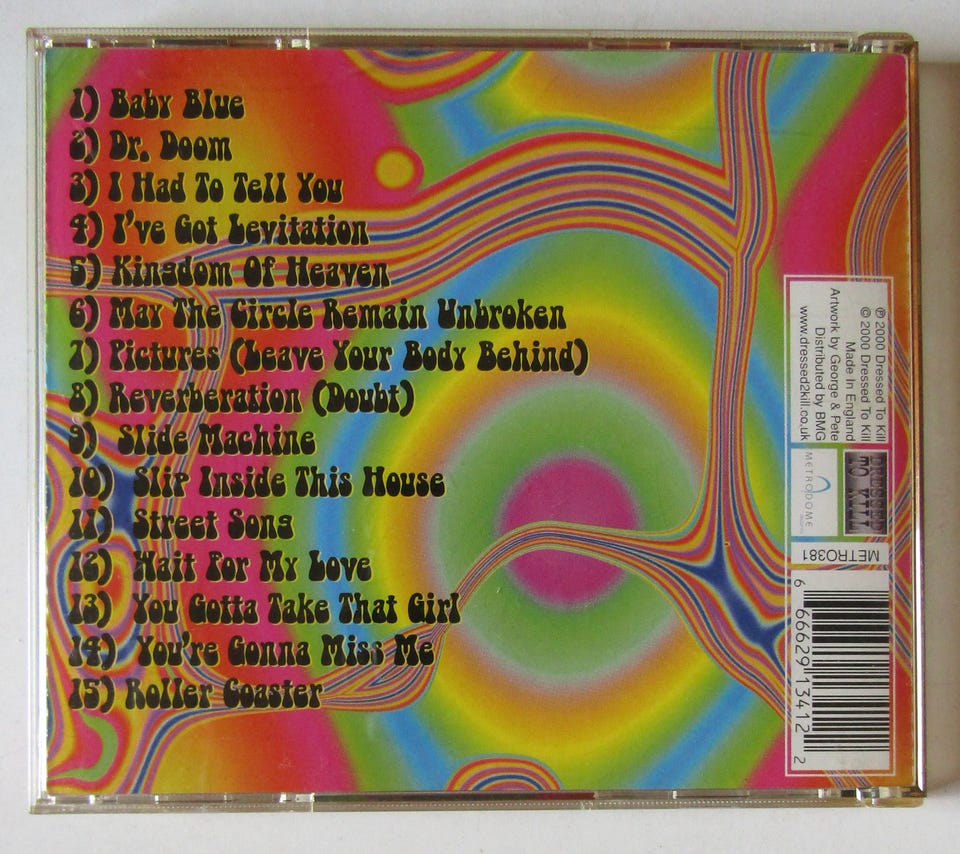 1) Baby Blue
2) Dr. Doom
3) I Had To Tell You
4) I've Got Levitation
5) Kingdom Of Heaven
6) May The Circle Remain Unbroken
7) Pictures (Leave Your Body Behind)
8) Reverberation (Doubt)
9) Slide Machine
10) Slip Inside This House
11) Street Song
12) Wait For My Love
13) You Gotta Take That Girl
14) You're Gonna Miss Me
15) Roller Coaster
℗ 2000 Dressed To Kill
© 2000 Dressed To Kill
Made In England
Artwork by George & Pete
Distributed by BMG
www.dressed2kill.co.uk
DRESSED
TO KILL
METRODOME
METRO381
6 66629 13412 2